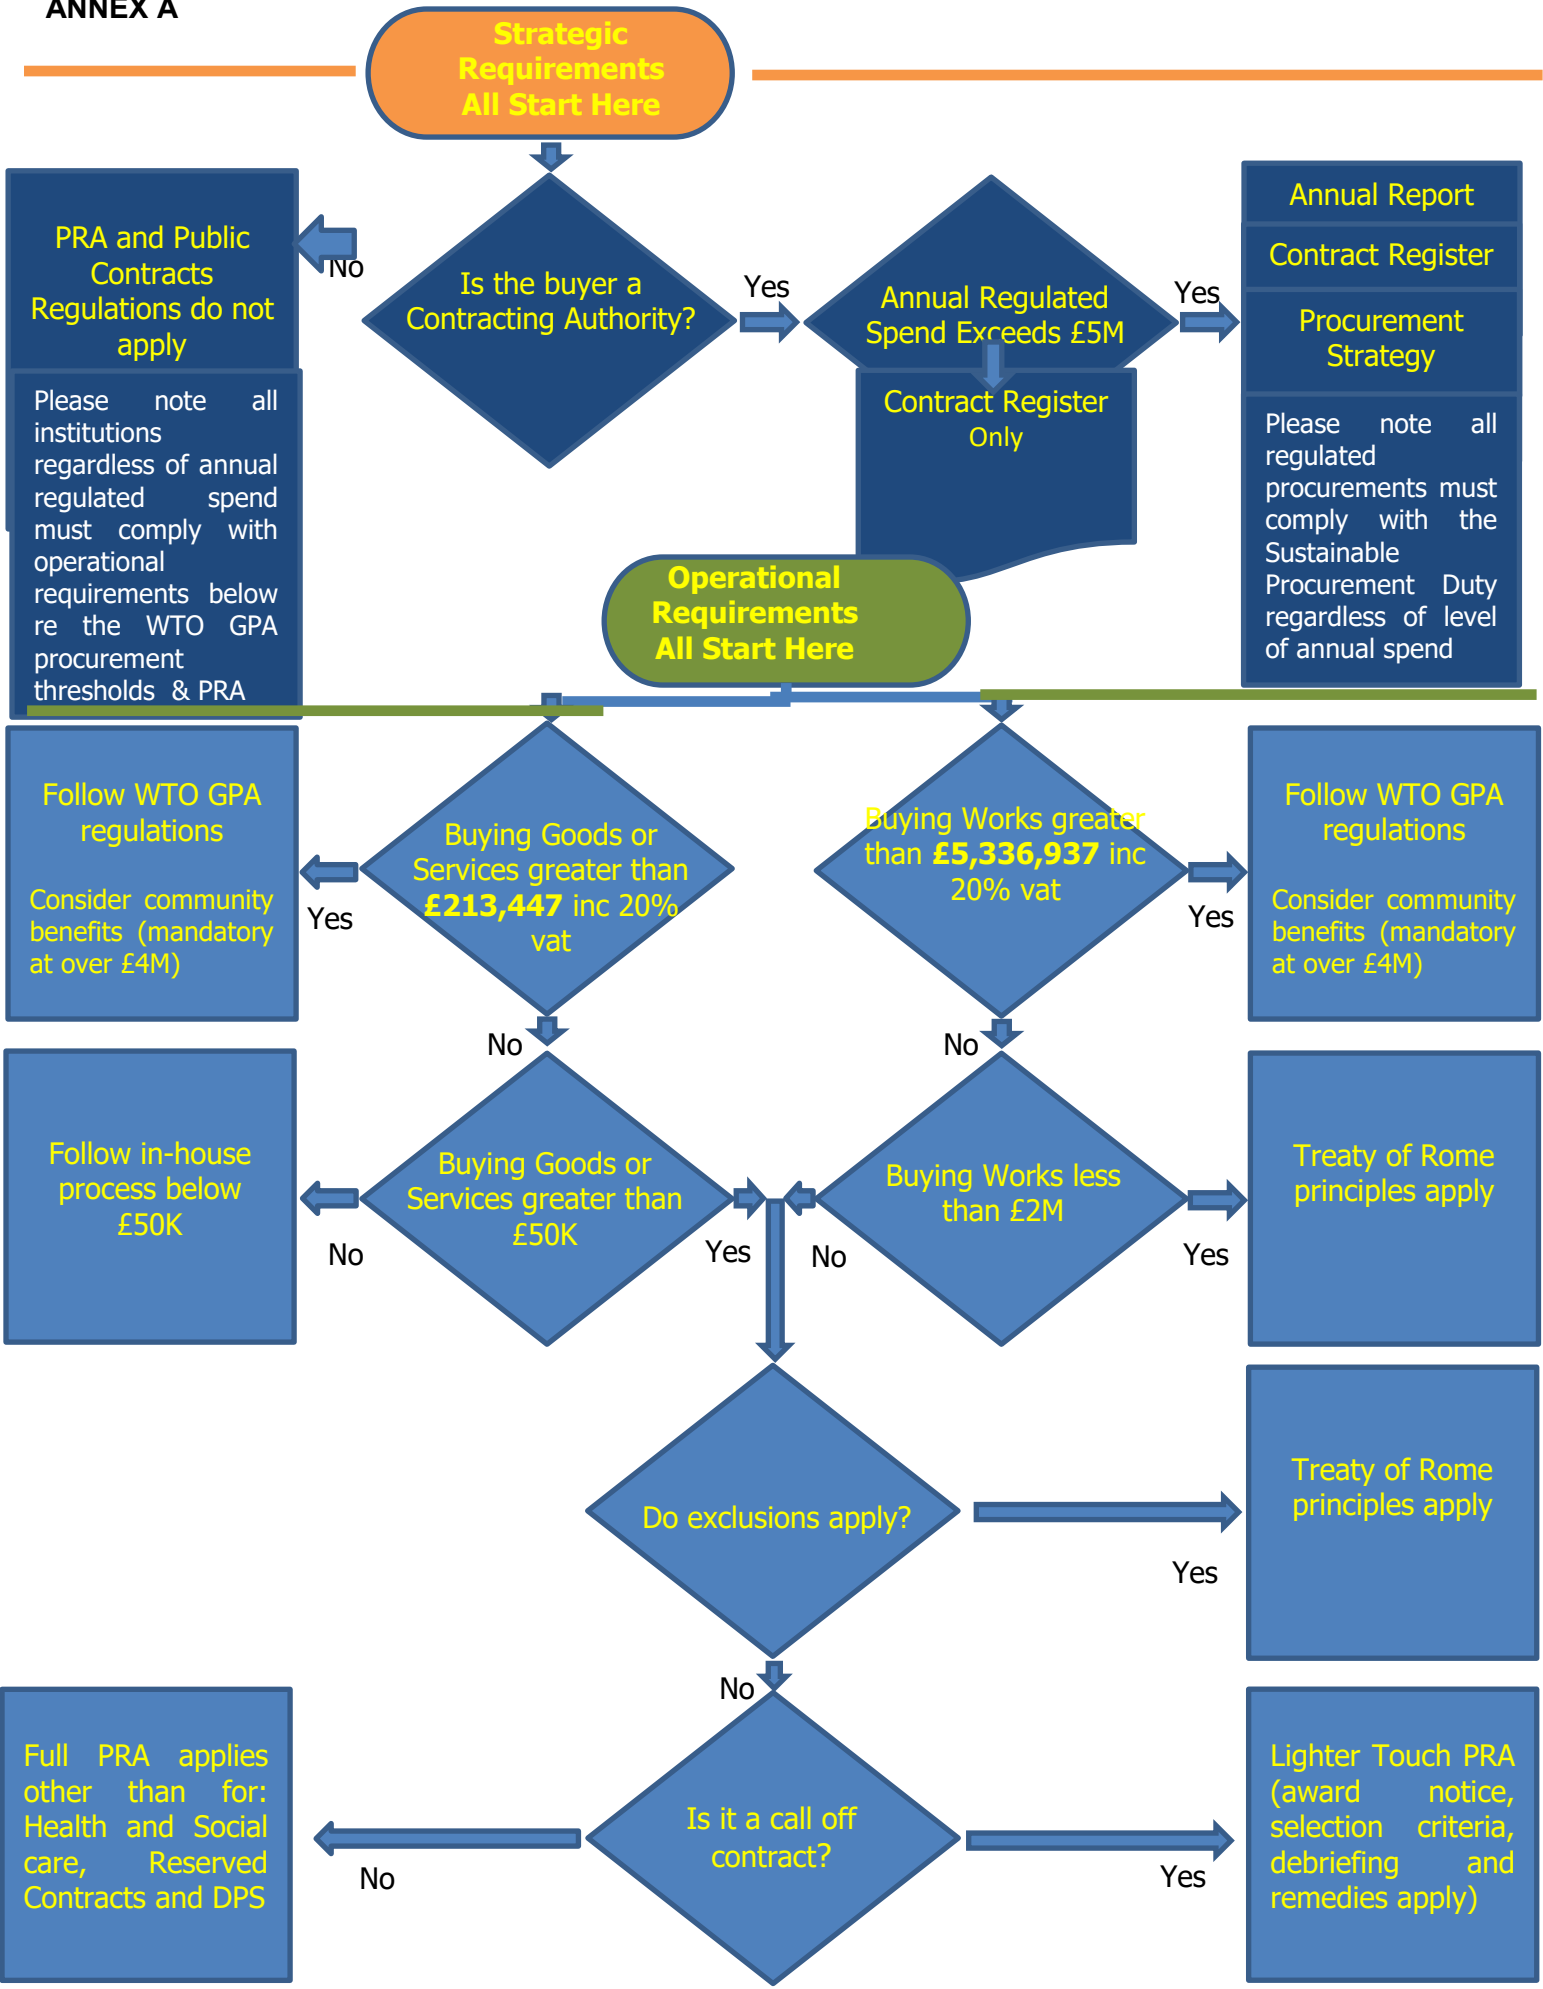 ANNEX A
Strategic
Requirements
All Start Here
PRA and Public
Contracts
Regulations do not
apply
No
Is the buyer a
Contracting Authority?
Yes
Annual Regulated
Spend Exceeds £5M
Yes
Annual Report
Contract Register
Procurement
Strategy
Please note all
institutions
regardless of annual
regulated spend
must comply with
operational
requirements below
re the WTO GPA
procurement
thresholds & PRA
Contract Register
Only
Please note all
regulated
procurements must
comply with the
Sustainable
Procurement Duty
regardless of level
of annual spend
Operational
Requirements
All Start Here
Follow WTO GPA
regulations
Consider community
benefits (mandatory
at over £4M)
Yes
Buying Goods or
Services greater than
£213,447 inc 20%
vat
Buying Works greater
than £5,336,937 inc
20% vat
Yes
Follow WTO GPA
regulations
Consider community
benefits (mandatory
at over £4M)
No
No
Follow in-house
process below
£50K
No
Buying Goods or
Services greater than
£50K
Yes
No
Buying Works less
than £2M
Yes
Treaty of Rome
principles apply
Do exclusions apply?
Yes
Treaty of Rome
principles apply
No
Full PRA applies
other than for:
Health and Social
care, Reserved
Contracts and DPS
No
Is it a call off
contract?
Yes
Lighter Touch PRA
(award notice,
selection criteria,
debriefing and
remedies apply)